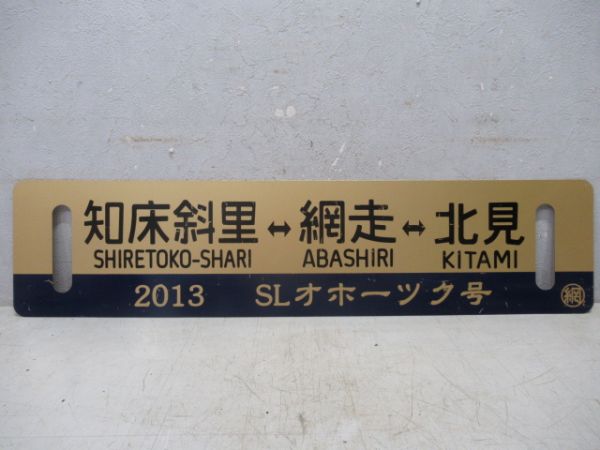 知床斜里 ↔ 網走 ↔ 北見
SHIRETOKO-SHARI ABASHIRI KITAMI
2013 SLオホーツク号 網